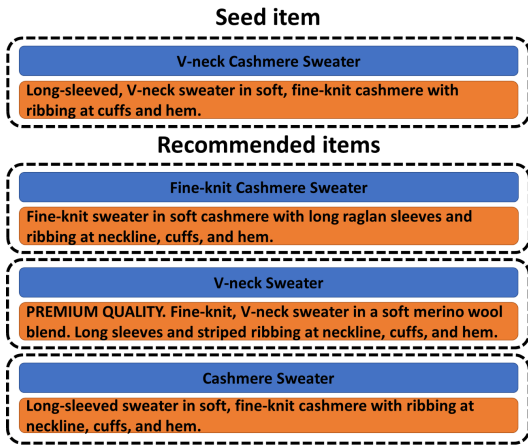 Seed item
V-neck Cashmere Sweater
Long-sleeved, V-neck sweater in soft, fine-knit cashmere with
ribbing at cuffs and hem.
Recommended items
Fine-knit Cashmere Sweater
Fine-knit sweater in soft cashmere with long raglan sleeves and
ribbing at neckline, cuffs, and hem.
V-neck Sweater
PREMIUM QUALITY. Fine-knit, V-neck sweater in a soft merino wool
blend. Long sleeves and striped ribbing at neckline, cuffs, and hem.
Cashmere Sweater
Long-sleeved sweater in soft, fine-knit cashmere with ribbing at
neckline, cuffs, and hem.